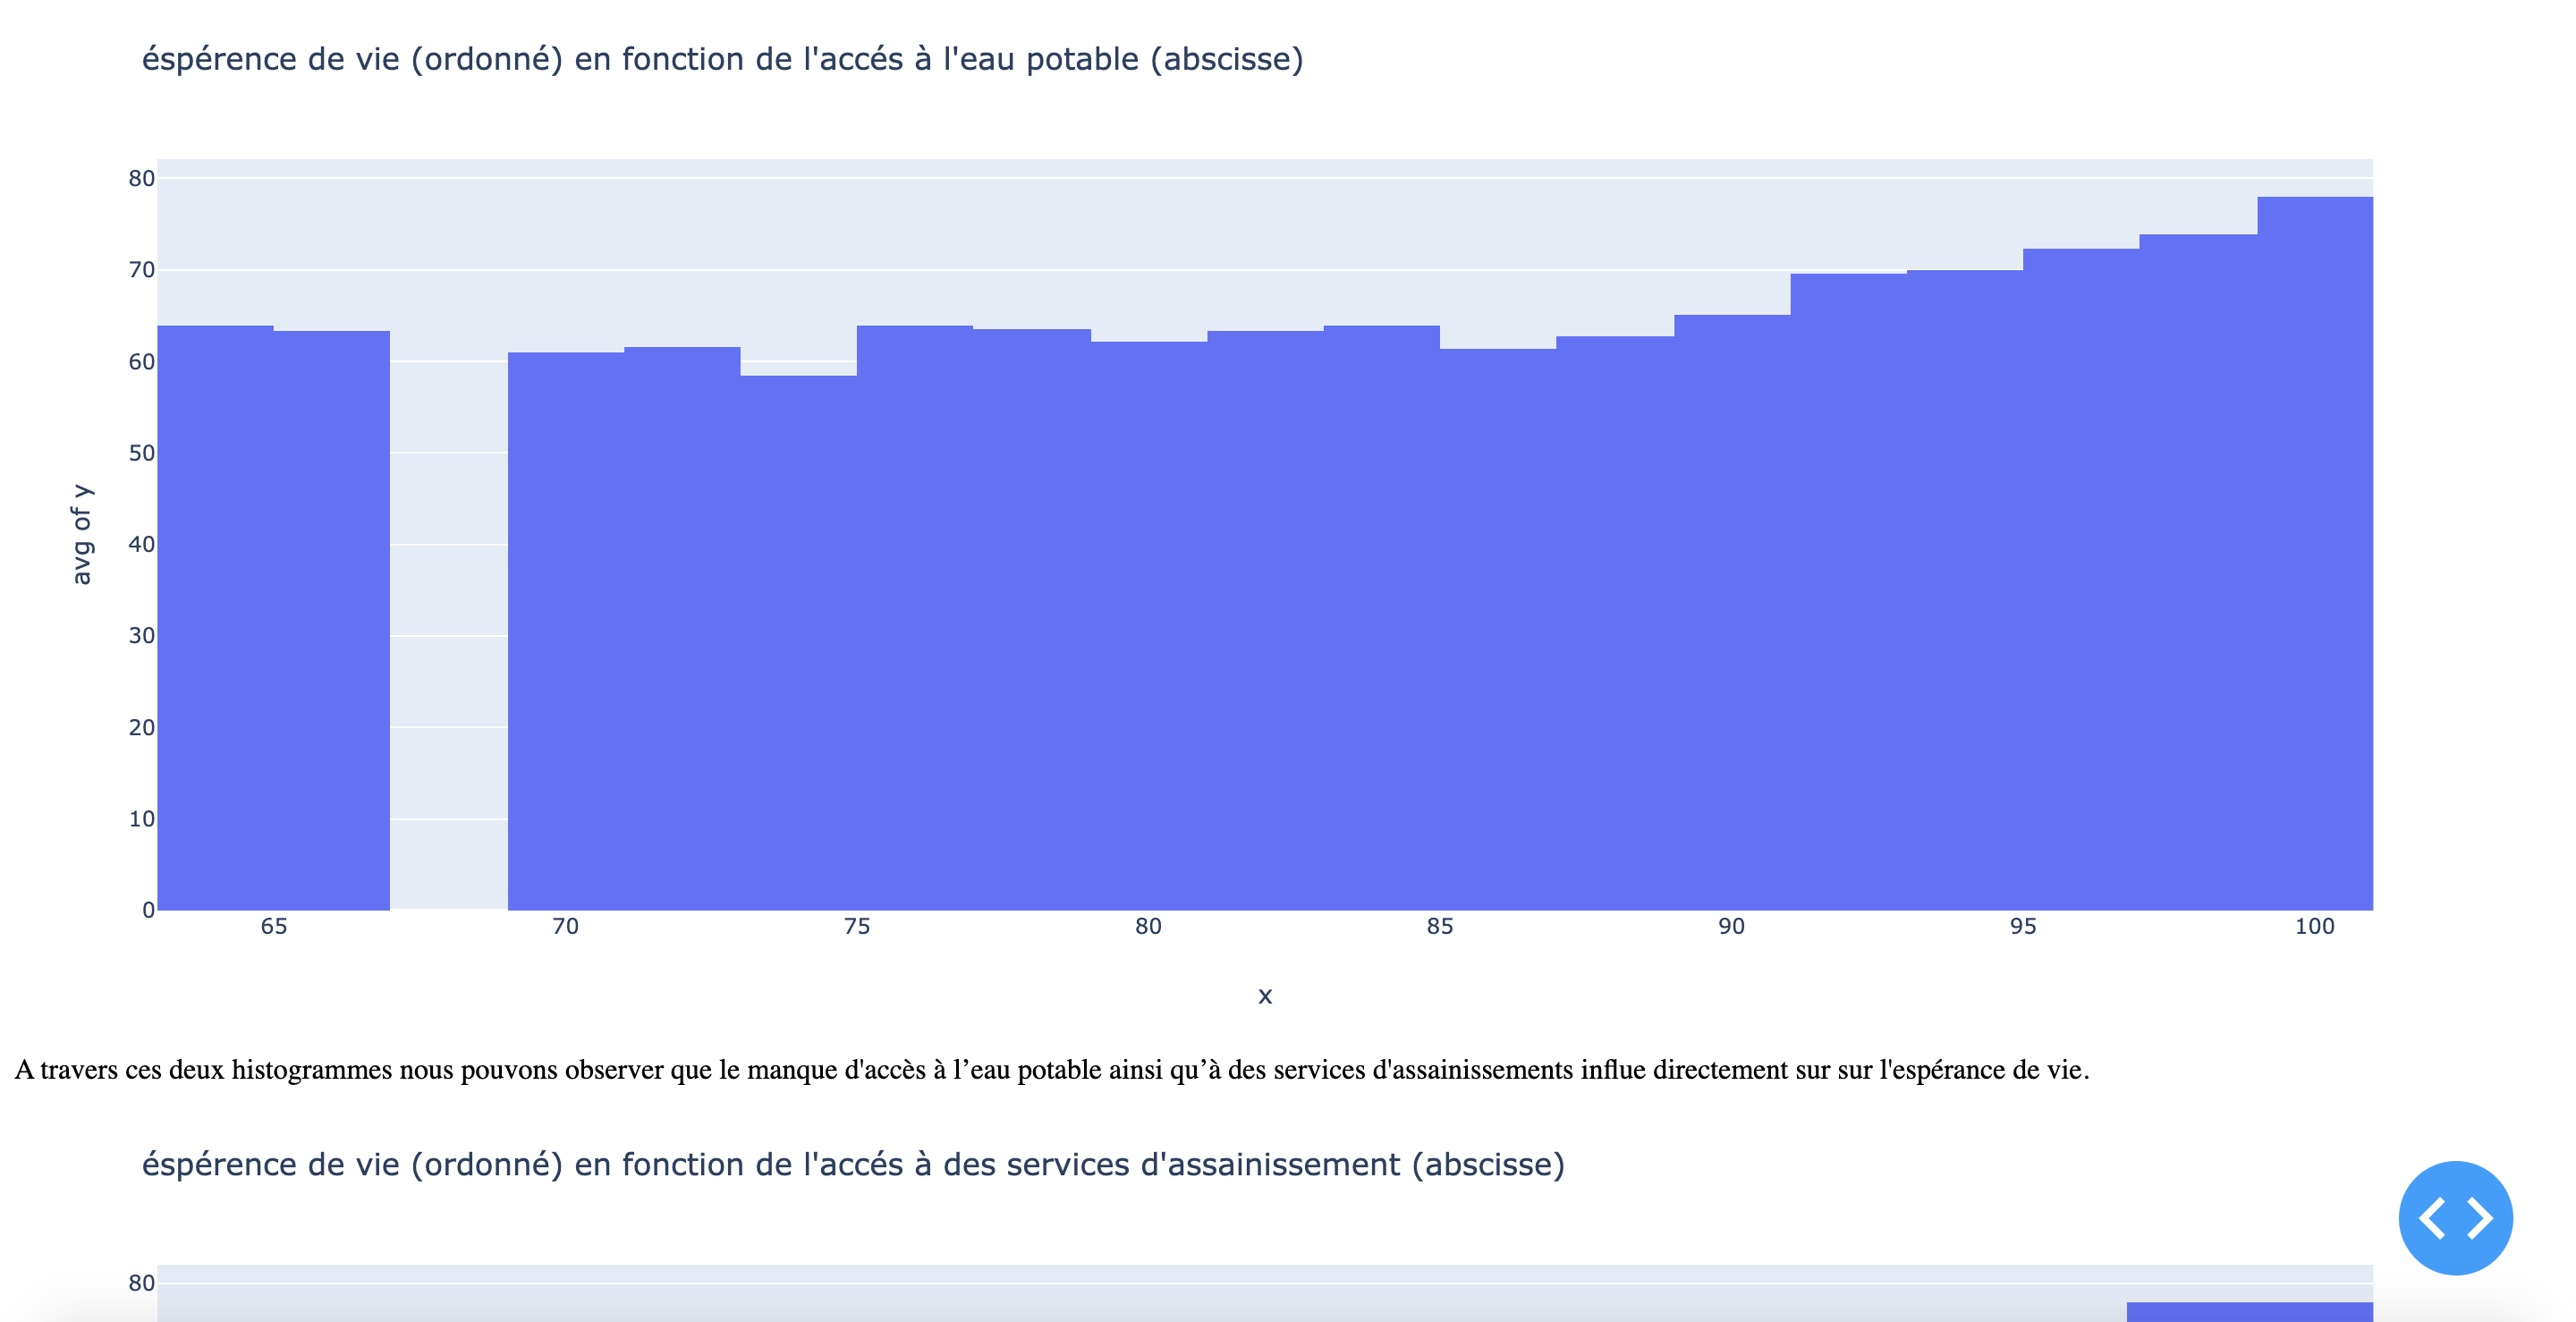 éspérence de vie (ordonné) en fonction de l'accés à l'eau potable (abscisse)
80
70
60
50
40
30
20
10
0
avg of y
65 70 75 80 85 90 95 100
x
A travers ces deux histogrammes nous pouvons observer que le manque d'accès à l’eau potable ainsi qu’à des services d'assainissements influe directement sur sur l'espérance de vie.
éspérence de vie (ordonné) en fonction de l'accés à des services d'assainissement (abscisse)
80